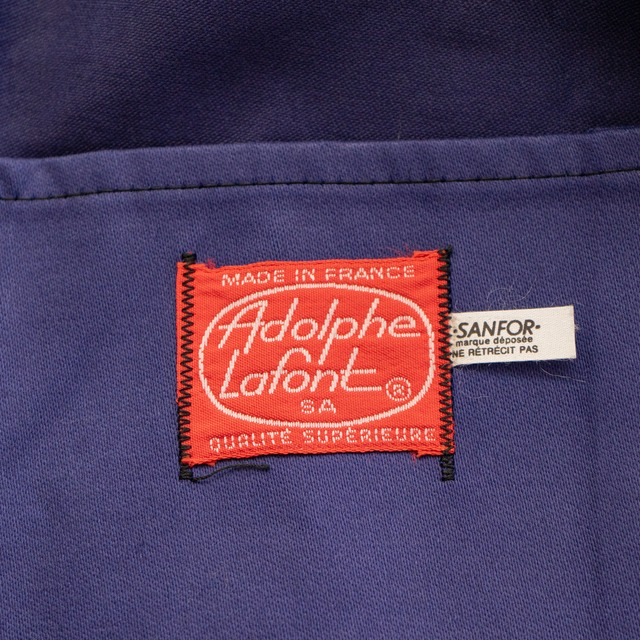 MADE IN FRANCE
Adolphe
Lafont ®
SA
QUALITÉ SUPÉRIEURE
·SANFOR·
marque déposée
NE RÉTRÉCIT PAS